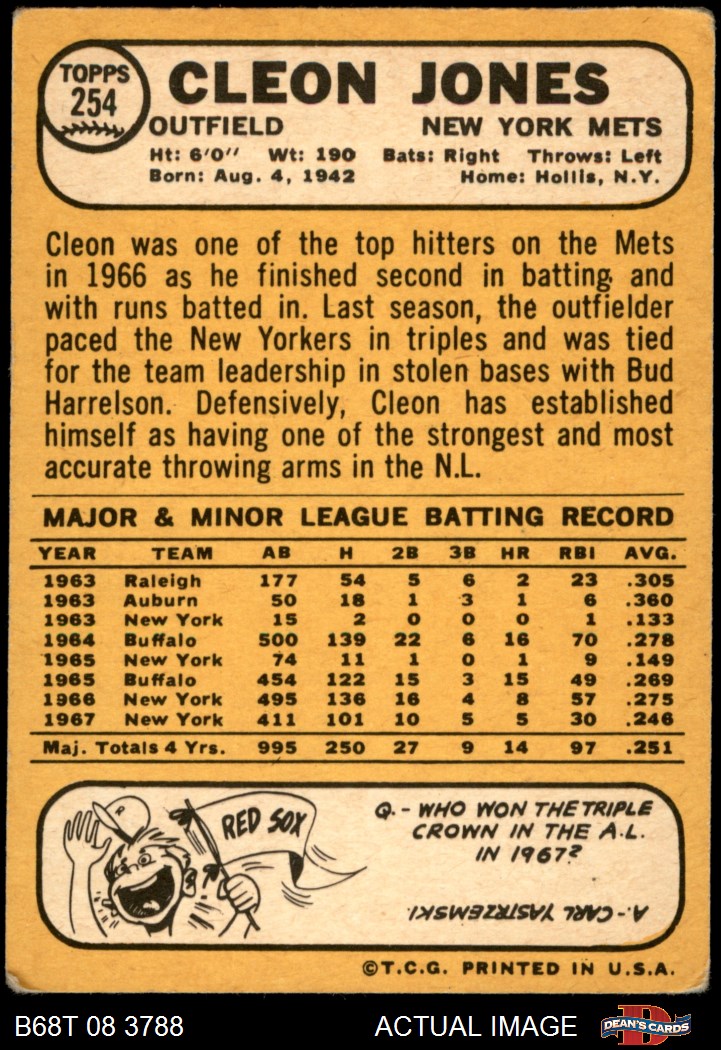 TOPPS
254
CLEON JONES
OUTFIELD NEW YORK METS
Ht: 6'0" Wt: 190 Bats: Right Throws: Left
Born: Aug. 4, 1942 Home: Hollis, N.Y.
Cleon was one of the top hitters on the Mets
in 1966 as he finished second in batting and
with runs batted in. Last season, the outfielder
paced the New Yorkers in triples and was tied
for the team leadership in stolen bases with Bud
Harrelson. Defensively, Cleon has established
himself as having one of the strongest and most
accurate throwing arms in the N.L.
MAJOR & MINOR LEAGUE BATTING RECORD
YEAR TEAM AB H 2B 3B HR RBI AVG.
1963 Raleigh 177 54 5 6 2 23 .305
1963 Auburn 50 18 1 3 1 6 .360
1963 New York 15 2 0 0 0 1 .133
1964 Buffalo 500 139 22 6 16 70 .278
1965 New York 74 11 1 0 1 9 .149
1965 Buffalo 454 122 15 3 15 49 .269
1966 New York 495 136 16 4 8 57 .275
1967 New York 411 101 10 5 5 30 .246
Maj. Totals 4 Yrs. 995 250 27 9 14 97 .251
RED SOX
Q.- WHO WON THE TRIPLE
CROWN IN THE A.L.
IN 1967?
A.- CARL YASTRZEMSKI
©T.C.G. PRINTED IN U.S.A.
B68T 08 3788 ACTUAL IMAGE DEAN'S CARDS